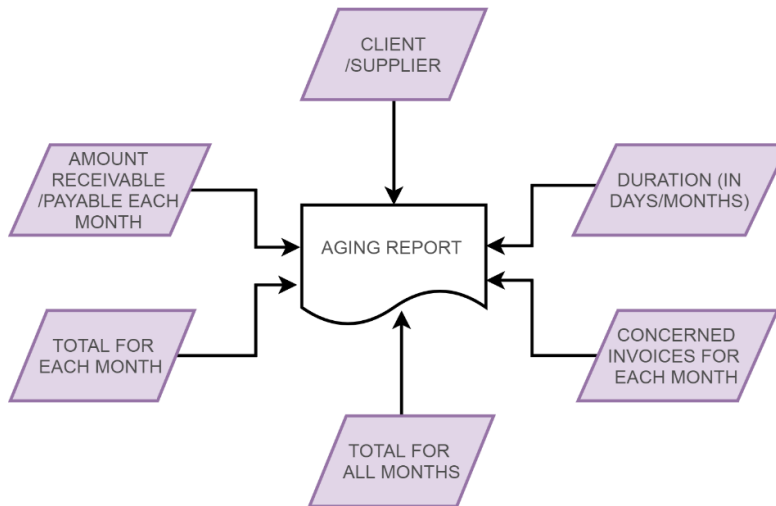 CLIENT
/SUPPLIER
AMOUNT
RECEIVABLE
/PAYABLE EACH
MONTH
DURATION (IN
DAYS/MONTHS)
AGING REPORT
TOTAL FOR
EACH MONTH
CONCERNED
INVOICES FOR
EACH MONTH
TOTAL FOR
ALL MONTHS